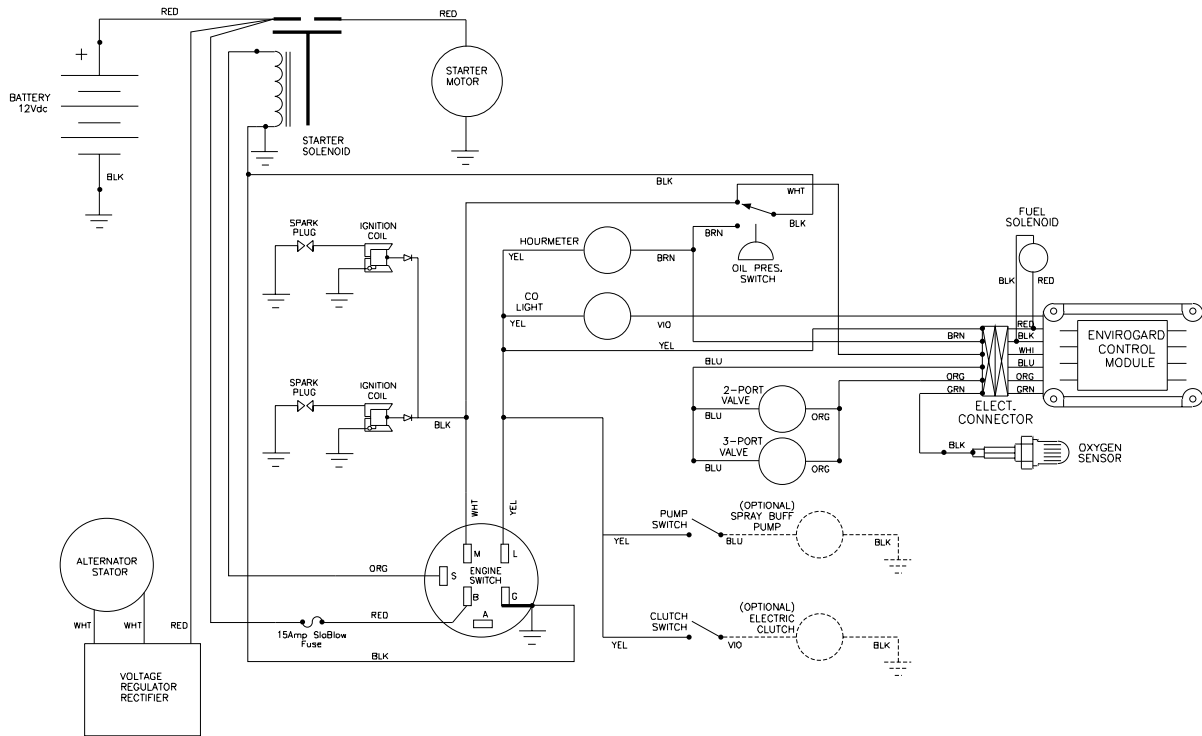 RED
RED
+
BATTERY
12Vdc
BLK
STARTER
MOTOR
STARTER
SOLENOID
BLK
WHT
BLK
BRN
OIL PRES.
SWITCH
SPARK
PLUG
IGNITION
COIL
HOURMETER
YEL
BRN
CO
LIGHT
YEL
VIO
YEL
FUEL
SOLENOID
BLK
RED
BRN
RED
BLK
WHI
BLU
ORG
GRN
BLU
ORG
GRN
ENVIROGARD
CONTROL
MODULE
ELECT.
CONNECTOR
SPARK
PLUG
IGNITION
COIL
BLK
2-PORT
VALVE
BLU
ORG
3-PORT
VALVE
BLU
ORG
BLK
OXYGEN
SENSOR
WHT
YEL
PUMP
SWITCH
(OPTIONAL)
SPRAY BUFF
PUMP
YEL
BLU
BLK
ALTERNATOR
STATOR
ORG
M
L
S
ENGINE
SWITCH
B
G
A
WHT
WHT
RED
15Amp SloBlow
Fuse
RED
BLK
CLUTCH
SWITCH
(OPTIONAL)
ELECTRIC
CLUTCH
YEL
VIO
BLK
VOLTAGE
REGULATOR
RECTIFIER